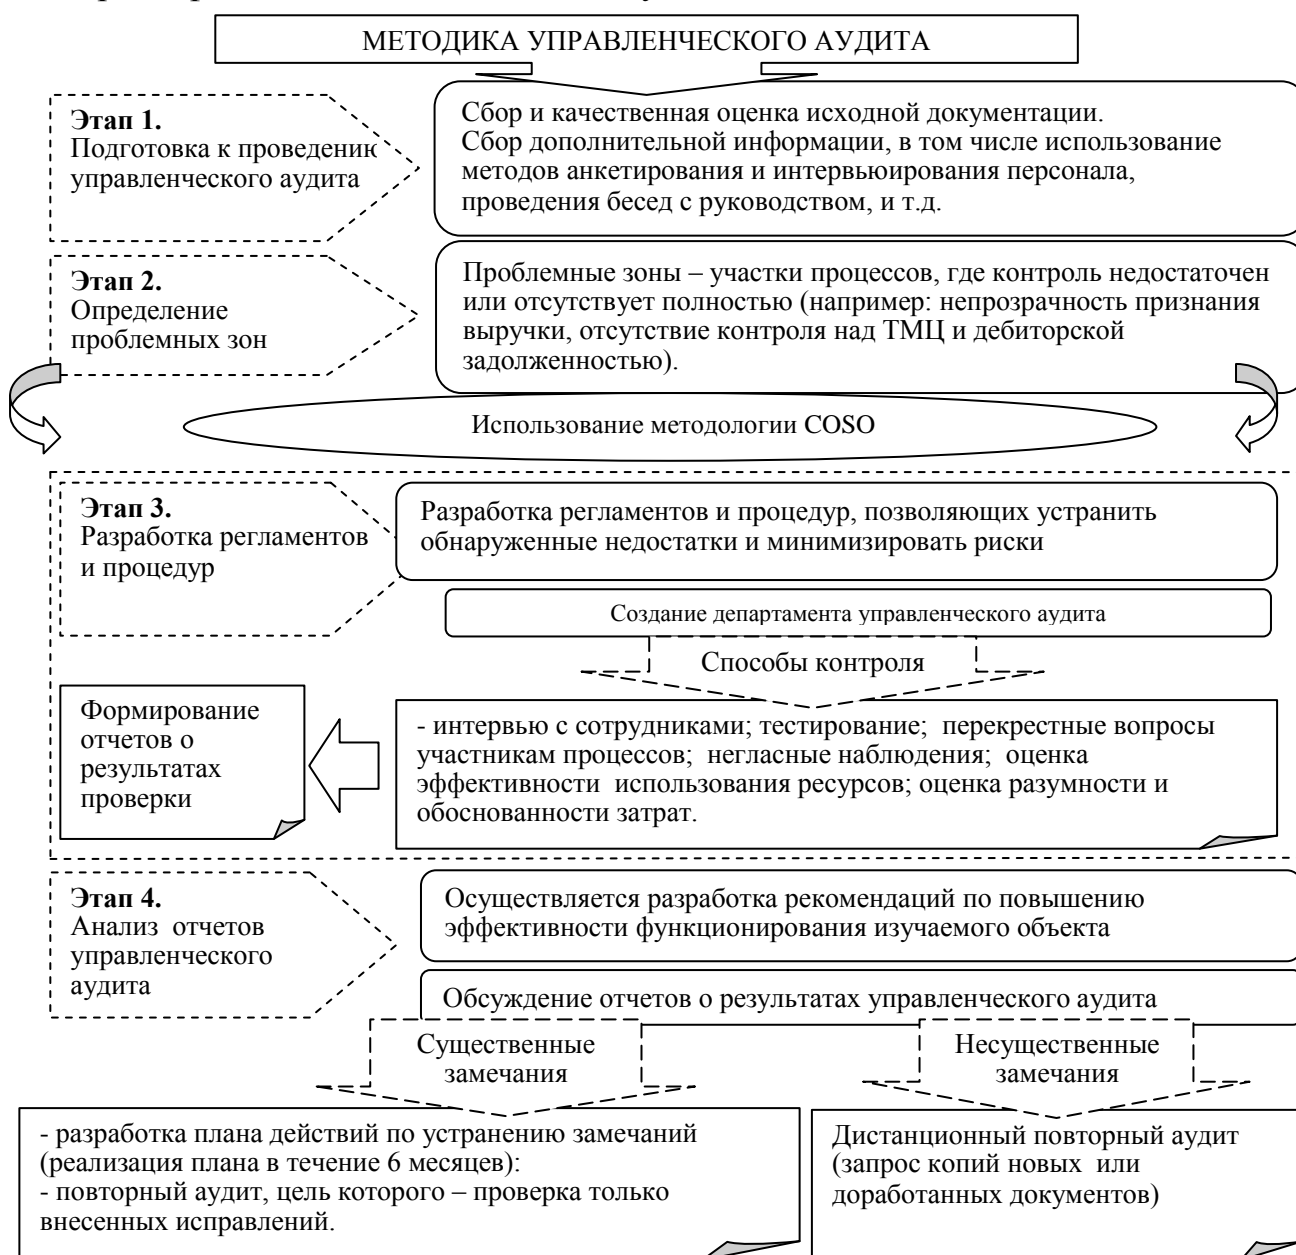 МЕТОДИКА УПРАВЛЕНЧЕСКОГО АУДИТА
Этап 1.
Подготовка к проведению
управленческого аудита
Сбор и качественная оценка исходной документации.
Сбор дополнительной информации, в том числе использование
методов анкетирования и интервьюирования персонала,
проведения бесед с руководством, и т.д.
Этап 2.
Определение
проблемных зон
Проблемные зоны – участки процессов, где контроль недостаточен
или отсутствует полностью (например: непрозрачность признания
выручки, отсутствие контроля над ТМЦ и дебиторской
задолженностью).
Использование методологии COSO
Этап 3.
Разработка регламентов
и процедур
Разработка регламентов и процедур, позволяющих устранить
обнаруженные недостатки и минимизировать риски
Создание департамента управленческого аудита
Способы контроля
Формирование
отчетов о
результатах
проверки
- интервью с сотрудниками; тестирование; перекрестные вопросы
участникам процессов; негласные наблюдения; оценка
эффективности использования ресурсов; оценка разумности и
обоснованности затрат.
Этап 4.
Анализ отчетов
управленческого
аудита
Осуществляется разработка рекомендаций по повышению
эффективности функционирования изучаемого объекта
Обсуждение отчетов о результатах управленческого аудита
Существенные
замечания
Несущественные
замечания
- разработка плана действий по устранению замечаний
(реализация плана в течение 6 месяцев):
- повторный аудит, цель которого – проверка только
внесенных исправлений.
Дистанционный повторный аудит
(запрос копий новых или
доработанных документов)